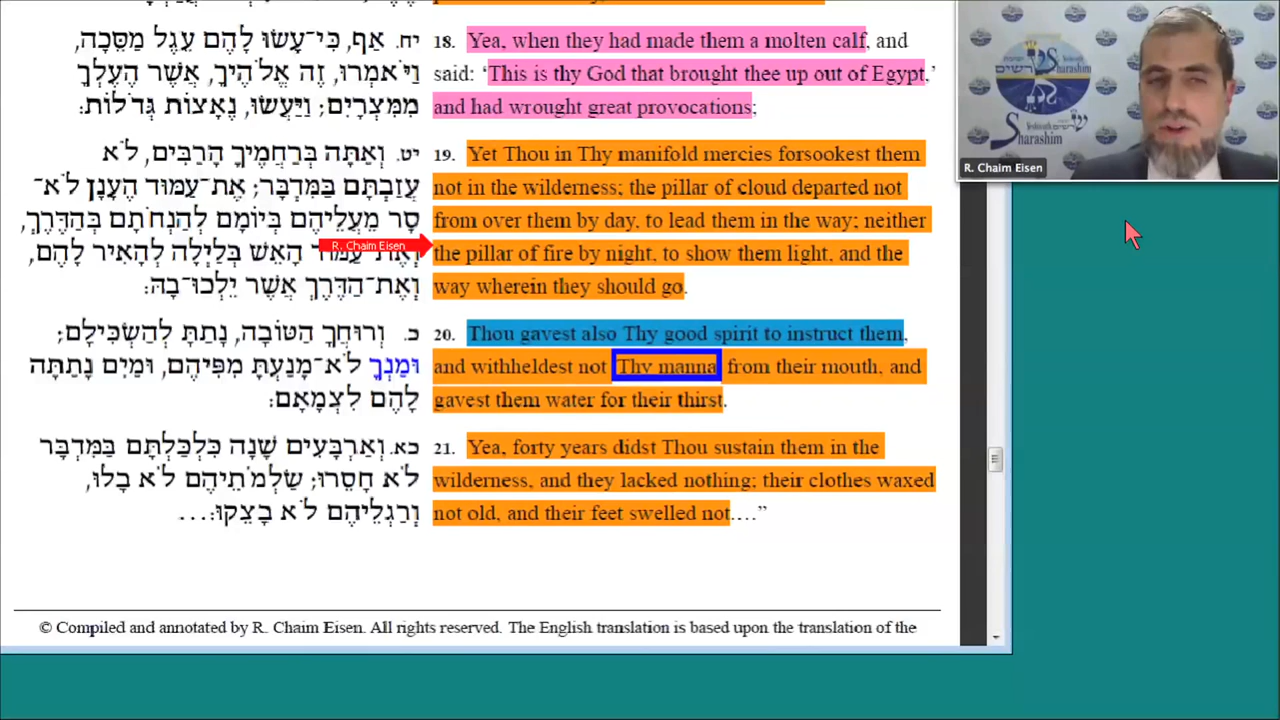 יח. אַף, כִּי־עָשׂוּ לָהֶם עֵגֶל מַסֵּכָה,
וַיֹּאמְרוּ, זֶה אֱלֹהֶיךָ, אֲשֶׁר הֶעֶלְךָ
מִמִּצְרָיִם; וַיַּעֲשׂוּ, נֶאָצוֹת גְּדֹלוֹת:
18. Yea, when they had made them a molten calf, and
said: ‘This is thy God that brought thee up out of Egypt,’
and had wrought great provocations;
יט. וְאַתָּה בְּרַחֲמֶיךָ הָרַבִּים, לֹא
עֲזַבְתָּם בַּמִּדְבָּר; אֶת־עַמּוּד הֶעָנָן לֹא־
סָר מֵעֲלֵיהֶם בְּיוֹמָם לְהַנְחֹתָם בְּהַדֶּרֶךְ,
וְאֶת־עַמּוּד הָאֵשׁ בְּלַיְלָה לְהָאִיר לָהֶם,
וְאֶת־הַדֶּרֶךְ אֲשֶׁר יֵלְכוּ־בָהּ:
19. Yet Thou in Thy manifold mercies forsookest them
not in the wilderness; the pillar of cloud departed not
from over them by day, to lead them in the way; neither
the pillar of fire by night, to show them light, and the
way wherein they should go.
R. Chaim Eisen
כ. וְרוּחֲךָ הַטּוֹבָה, נָתַתָּ לְהַשְׂכִּילָם;
וּמַנְךָ לֹא־מָנַעְתָּ מִפִּיהֶם, וּמַיִם נָתַתָּה
לָהֶם לִצְמָאָם:
20. Thou gavest also Thy good spirit to instruct them,
and withheldest not Thy manna from their mouth, and
gavest them water for their thirst.
כא. וְאַרְבָּעִים שָׁנָה כִּלְכַּלְתָּם בַּמִּדְבָּר
לֹא חָסֵרוּ; שַׂלְמֹתֵיהֶם לֹא בָלוּ,
וְרַגְלֵיהֶם לֹא בָצֵקוּ:...
21. Yea, forty years didst Thou sustain them in the
wilderness, and they lacked nothing; their clothes waxed
not old, and their feet swelled not....”
© Compiled and annotated by R. Chaim Eisen. All rights reserved. The English translation is based upon the translation of the
Sharashim
שרשים
Yeshivath
Sharashim
R. Chaim Eisen